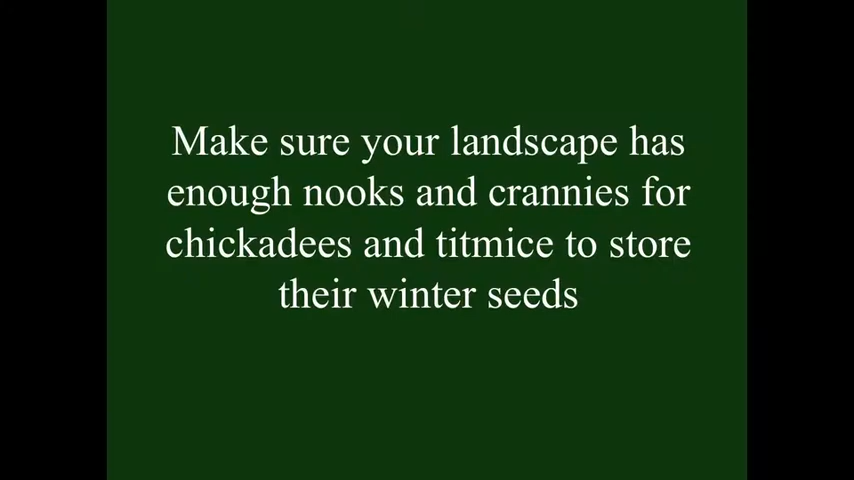 Make sure your landscape has
enough nooks and crannies for
chickadees and titmice to store
their winter seeds